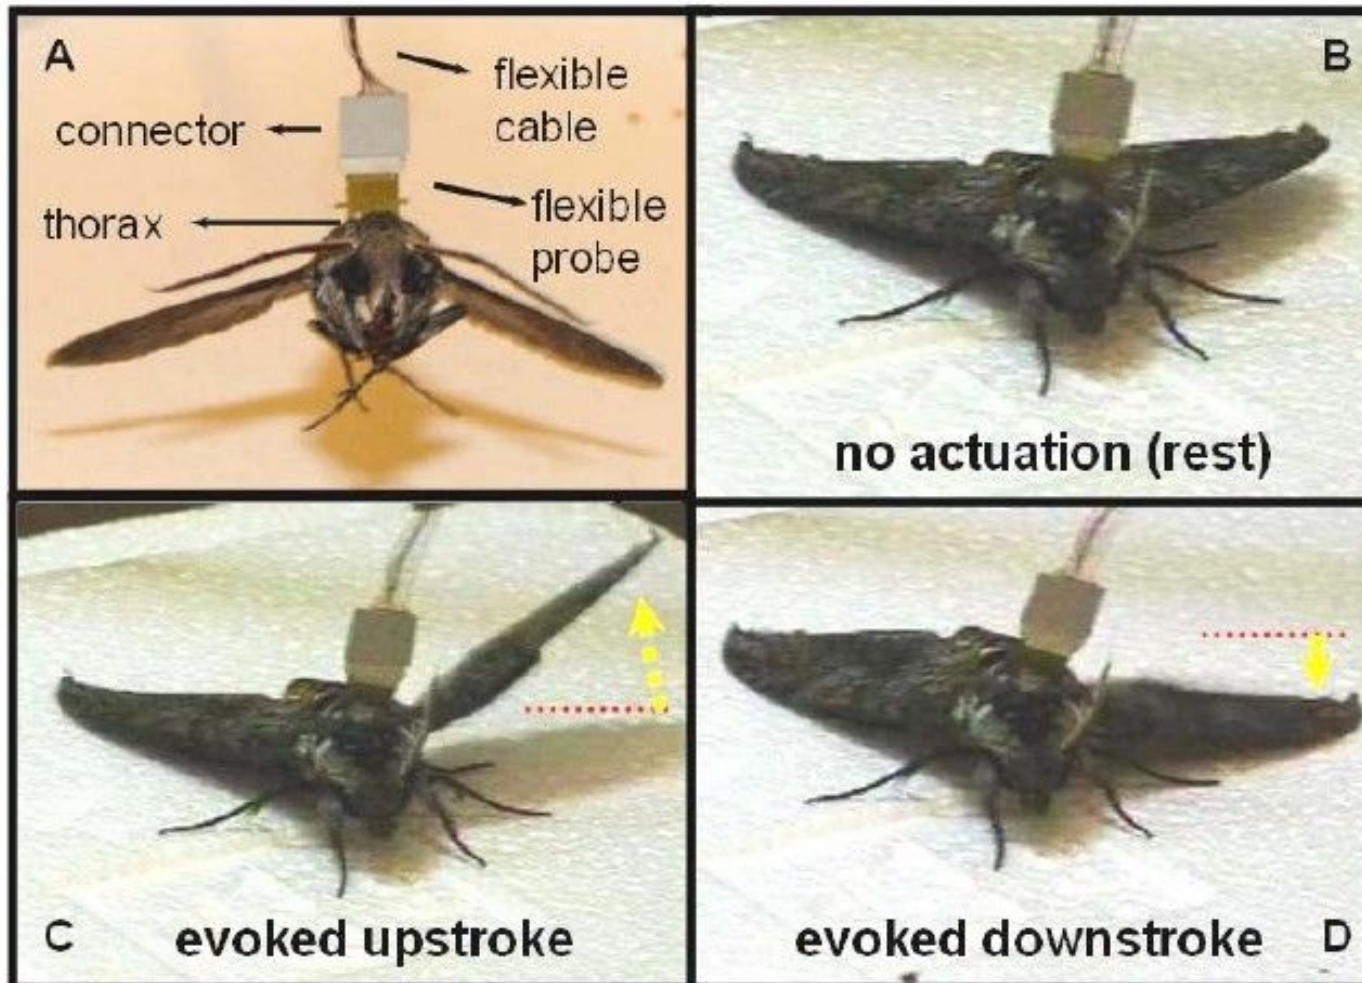 A
flexible
cable
connector
thorax
flexible
probe
B
no actuation (rest)
C
evoked upstroke
evoked downstroke
D